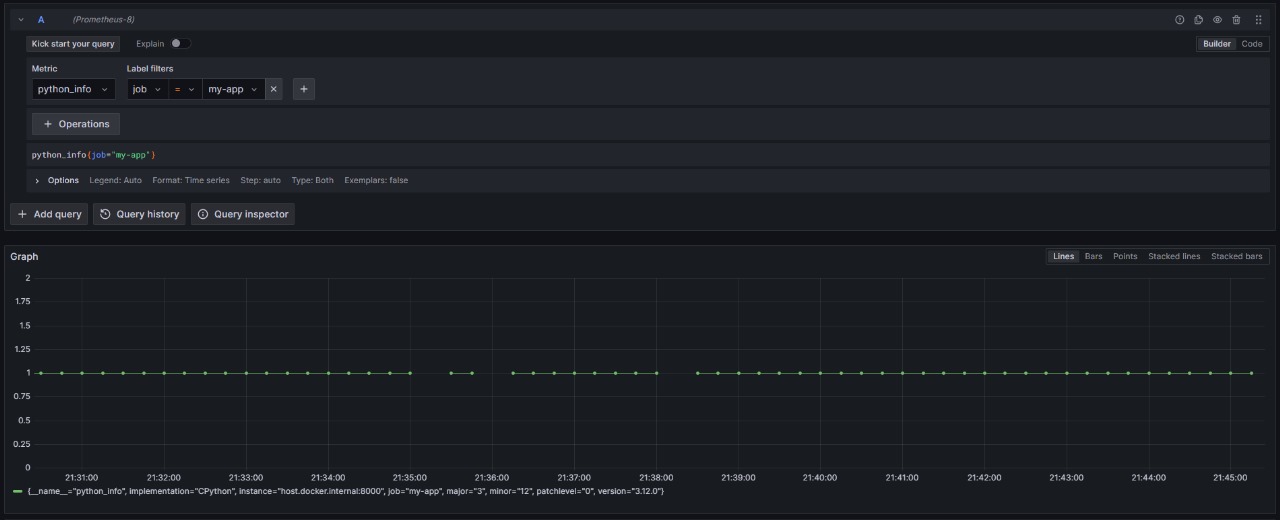 A (Prometheus-8)
Kick start your query Explain Builder Code
Metric Label filters
python_info job = my-app
+ Operations
python_info{job="my-app"}
Options Legend: Auto Format: Time series Step: auto Type: Both Exemplars: false
+ Add query Query history Query inspector
Graph Lines Bars Points Stacked lines Stacked bars
2
1.75
1.5
1.25
1
0.75
0.5
0.25
0
21:31:00 21:32:00 21:33:00 21:34:00 21:35:00 21:36:00 21:37:00 21:38:00 21:39:00 21:40:00 21:41:00 21:42:00 21:43:00 21:44:00 21:45:00
{__name__="python_info", implementation="CPython", instance="host.docker.internal:8000", job="my-app", major="3", minor="12", patchlevel="0", version="3.12.0"}